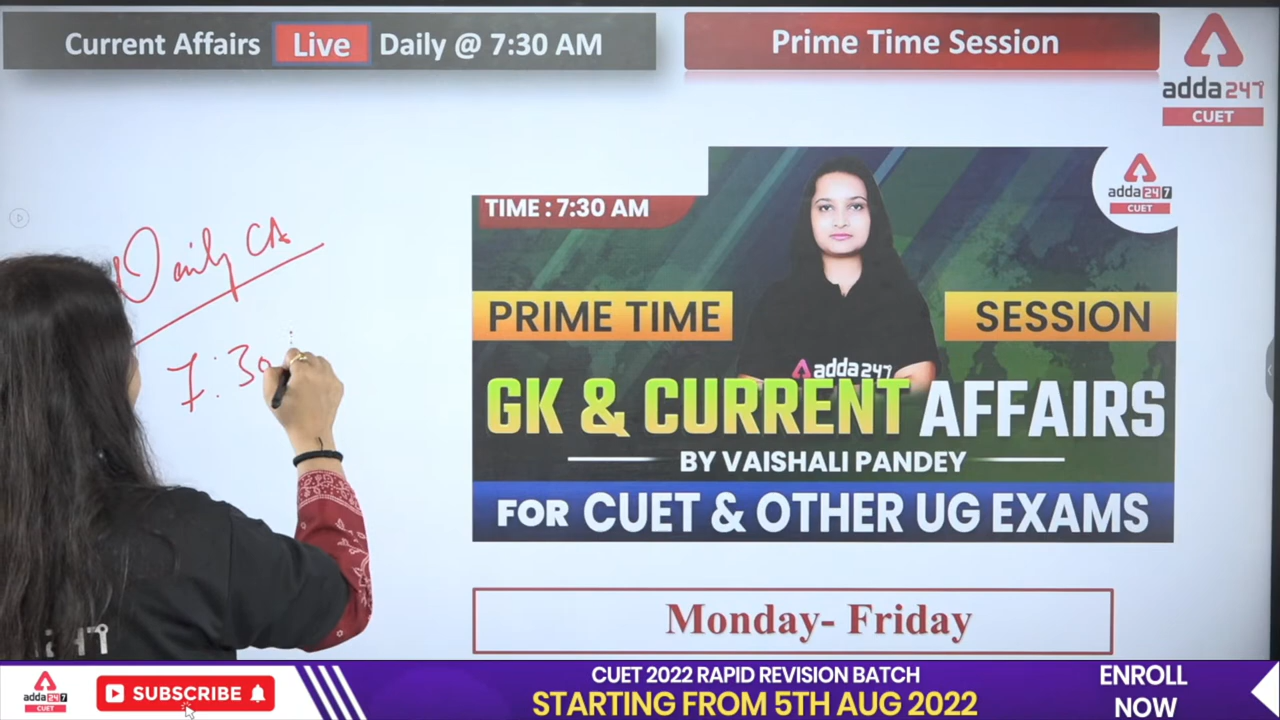 Current Affairs Live Daily @ 7:30 AM
Prime Time Session
adda247
CUET
Daily CA
7:30
TIME : 7:30 AM
adda247
CUET
PRIME TIME
SESSION
adda247
GK & CURRENT AFFAIRS
BY VAISHALI PANDEY
FOR CUET & OTHER UG EXAMS
Monday- Friday
247
adda247
CUET
SUBSCRIBE
CUET 2022 RAPID REVISION BATCH
STARTING FROM 5TH AUG 2022
ENROLL
NOW